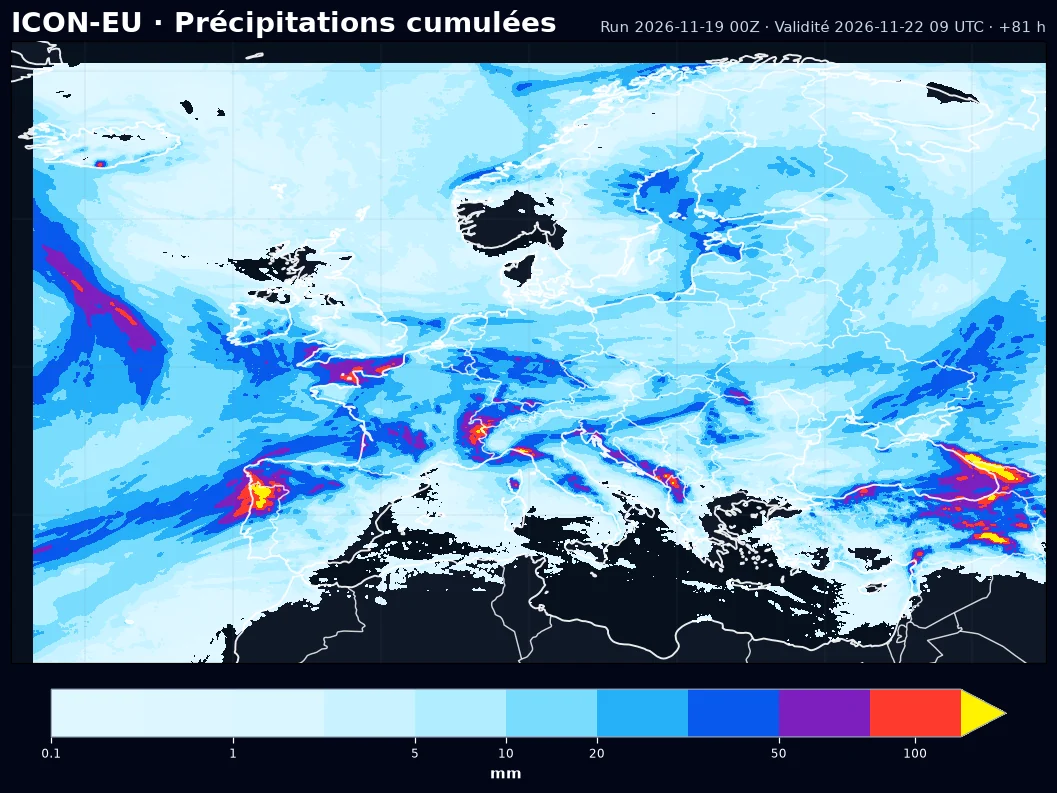 ICON-EU · Précipitations cumulées
Run 2026-11-19 00Z · Validité 2026-11-22 09 UTC · +81 h
0.1 1 5 10 20 50 100
mm